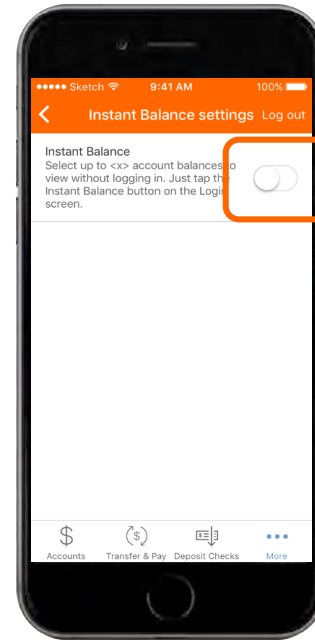 Sketch 9:41 AM 100%
Instant Balance settings Log out
Instant Balance
Select up to <x> account balances to
view without logging in. Just tap the
Instant Balance button on the Login
screen.
Accounts Transfer & Pay Deposit Checks More